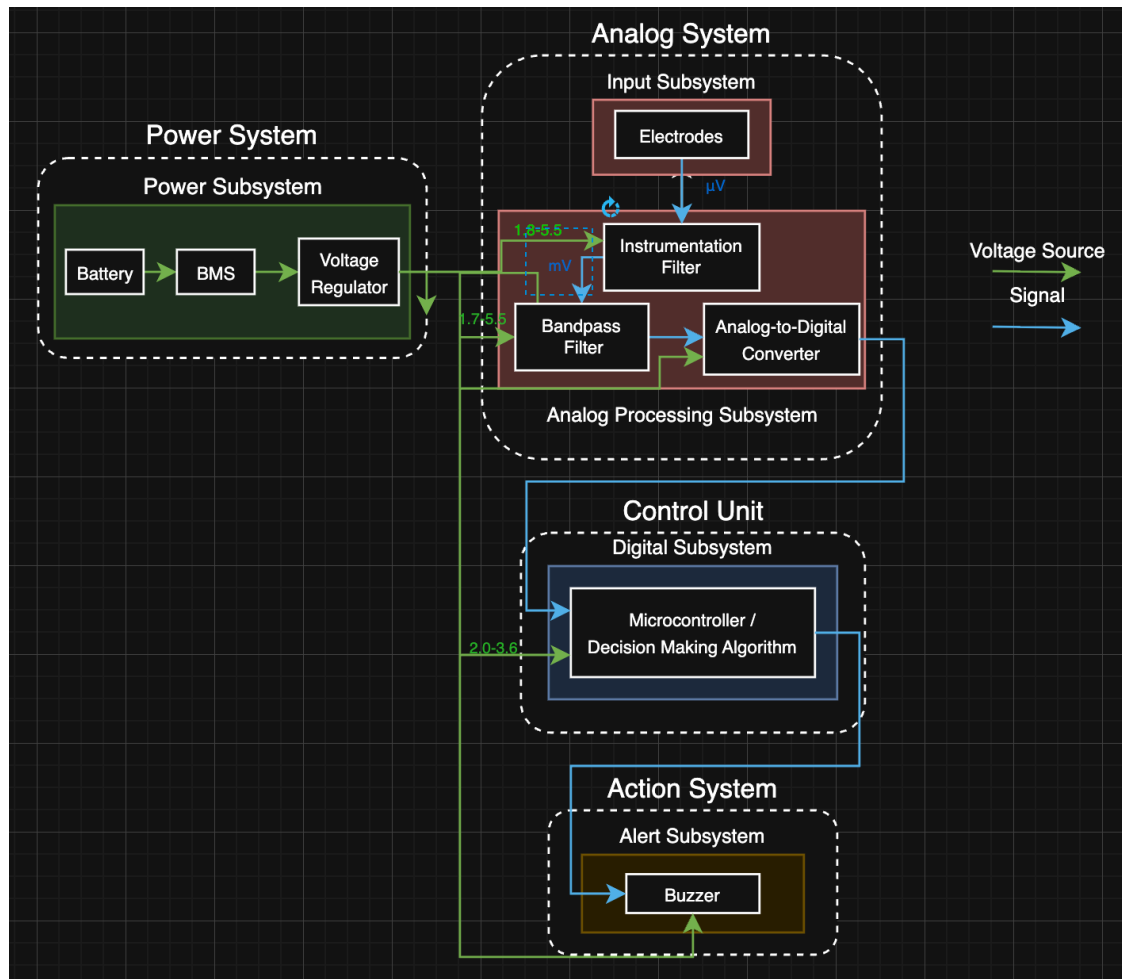 Analog System
Input Subsystem
Electrodes
µV
Power System
Power Subsystem
Battery
BMS
Voltage
Regulator
1.8-5.5
mV
Instrumentation
Filter
1.7-5.5
Bandpass
Filter
Analog-to-Digital
Converter
Analog Processing Subsystem
Voltage Source
Signal
Control Unit
Digital Subsystem
Microcontroller /
Decision Making Algorithm
2.0-3.6
Action System
Alert Subsystem
Buzzer